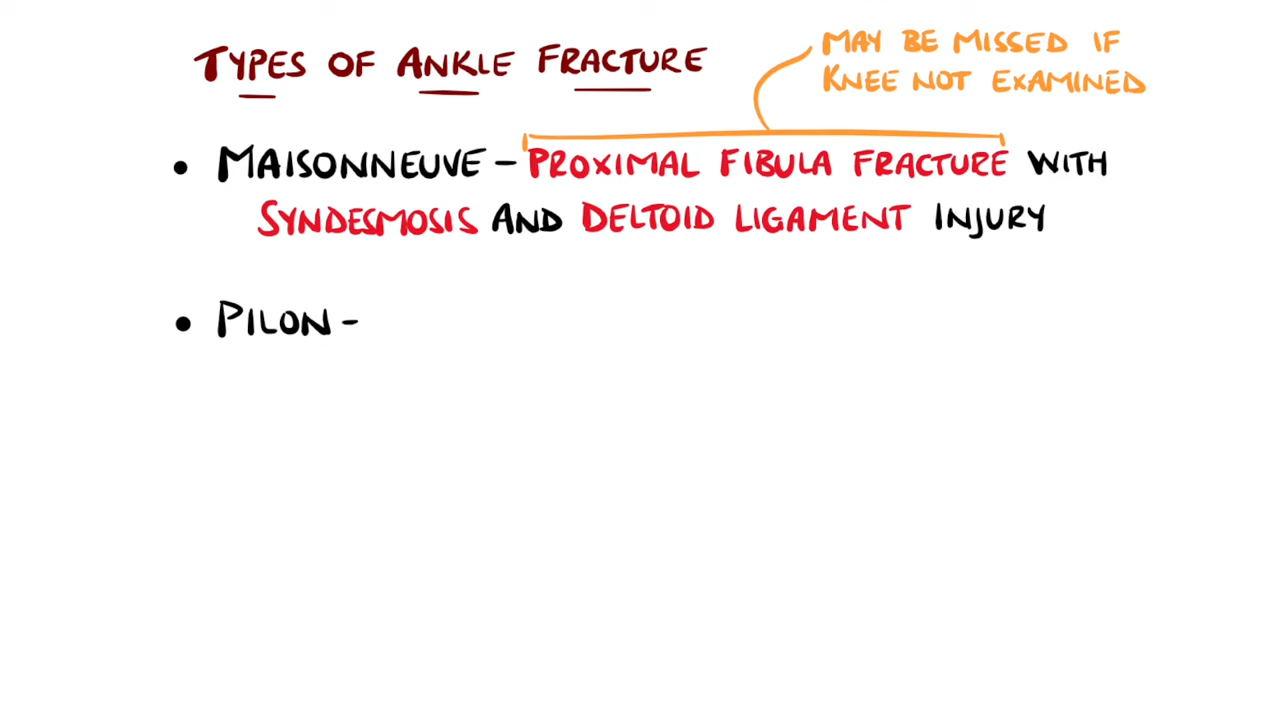 TYPES OF ANKLE FRACTURE
MAY BE MISSED IF
KNEE NOT EXAMINED
• MAISONNEUVE – PROXIMAL FIBULA FRACTURE WITH
SYNDESMOSIS AND DELTOID LIGAMENT INJURY
• PILON –